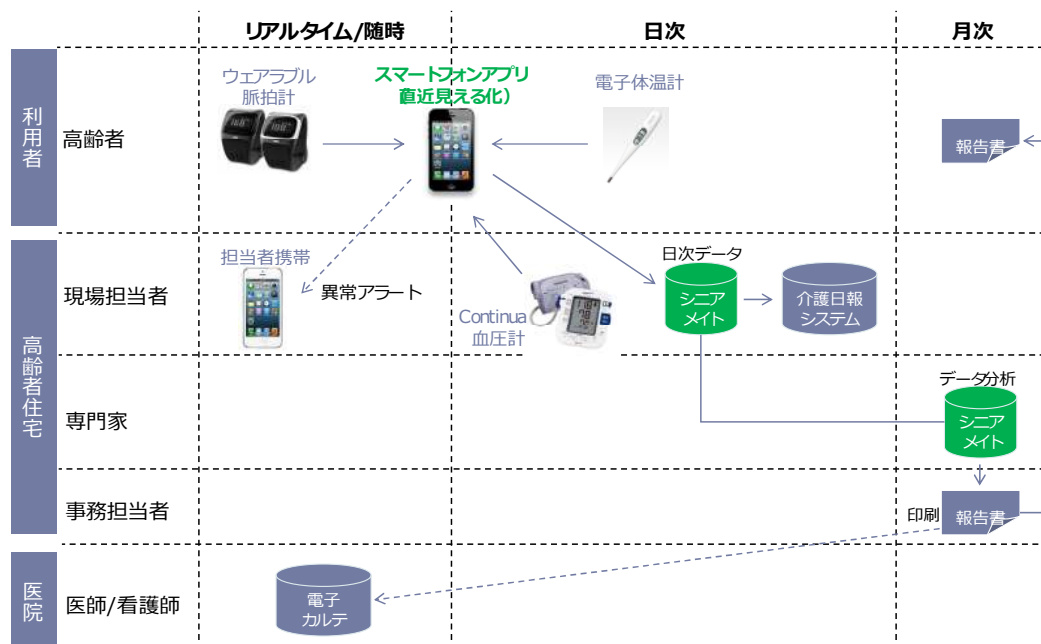 リアルタイム/随時
日次
月次
利用者
高齢者
ウェアラブル
脈拍計
スマートフォンアプリ
直近見える化）
電子体温計
報告書
高齢者住宅
現場担当者
担当者携帯
異常アラート
Continua
血圧計
日次データ
シニア
メイト
介護日報
システム
専門家
データ分析
シニア
メイト
事務担当者
印刷
報告書
医院
医師/看護師
電子
カルテ